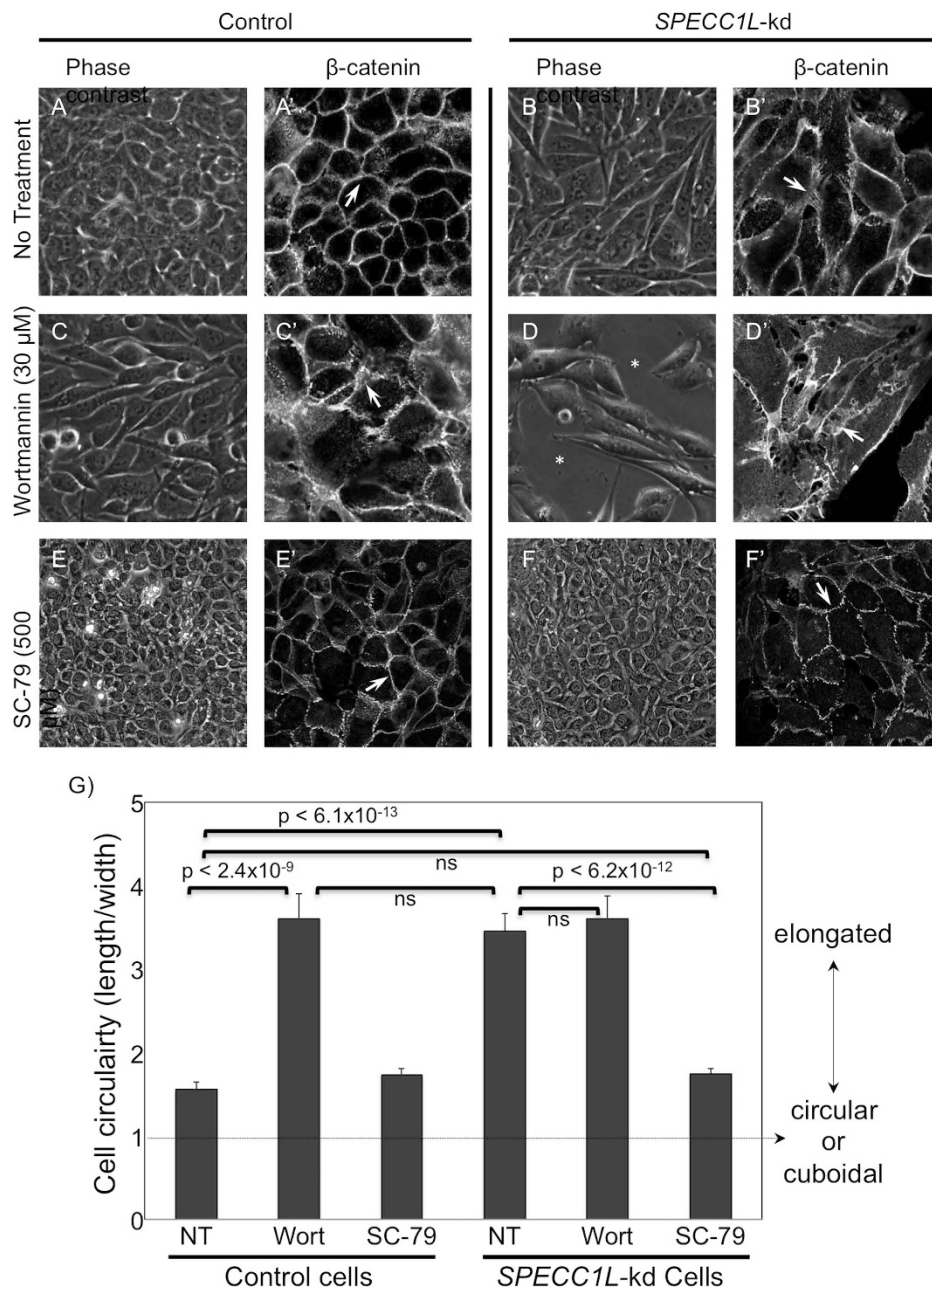 Control
SPECC1L-kd
Phase contrast
β-catenin
Phase contrast
β-catenin
No Treatment
A
A'
B
B'
Wortmannin (30 μM)
C
C'
D
*
*
D'
SC-79 (500 μM)
E
E'
F
F'
G)
Cell circulairty (length/width)
5
4
3
2
1
0
p < 6.1x10-13
ns
p < 2.4x10-9
ns
p < 6.2x10-12
ns
elongated
circular
or
cuboidal
NT Wort SC-79 NT Wort SC-79
Control cells SPECC1L-kd Cells